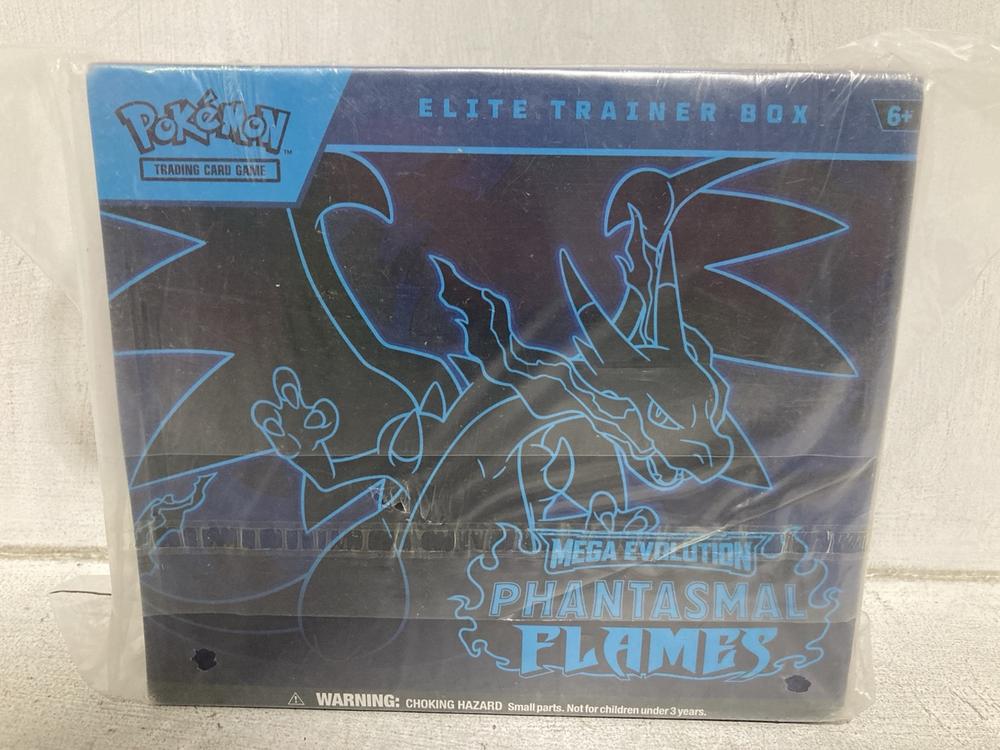 POKéMON™
TRADING CARD GAME
ELITE TRAINER BOX
6+
MEGA EVOLUTION
PHANTASMAL
FLAMES
WARNING: CHOKING HAZARD Small parts. Not for children under 3 years.